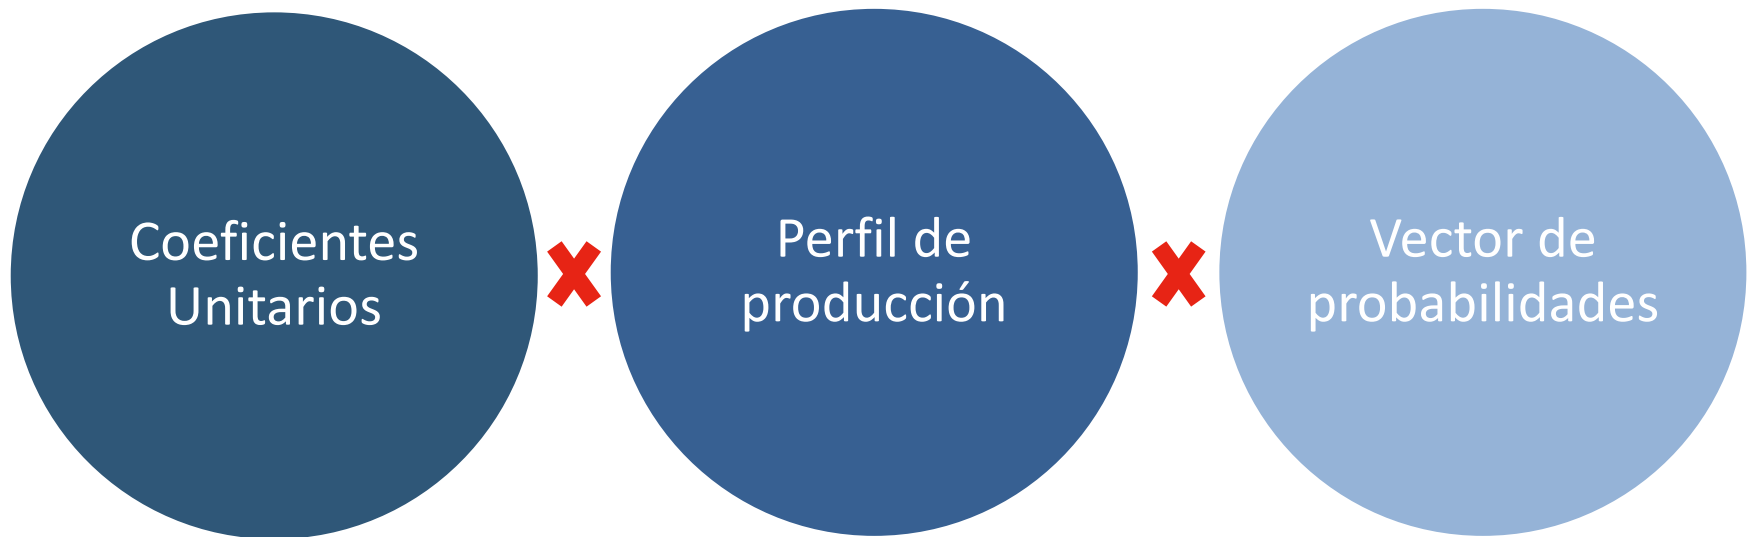 Coeficientes
Unitarios
Perfil de
producción
Vector de
probabilidades